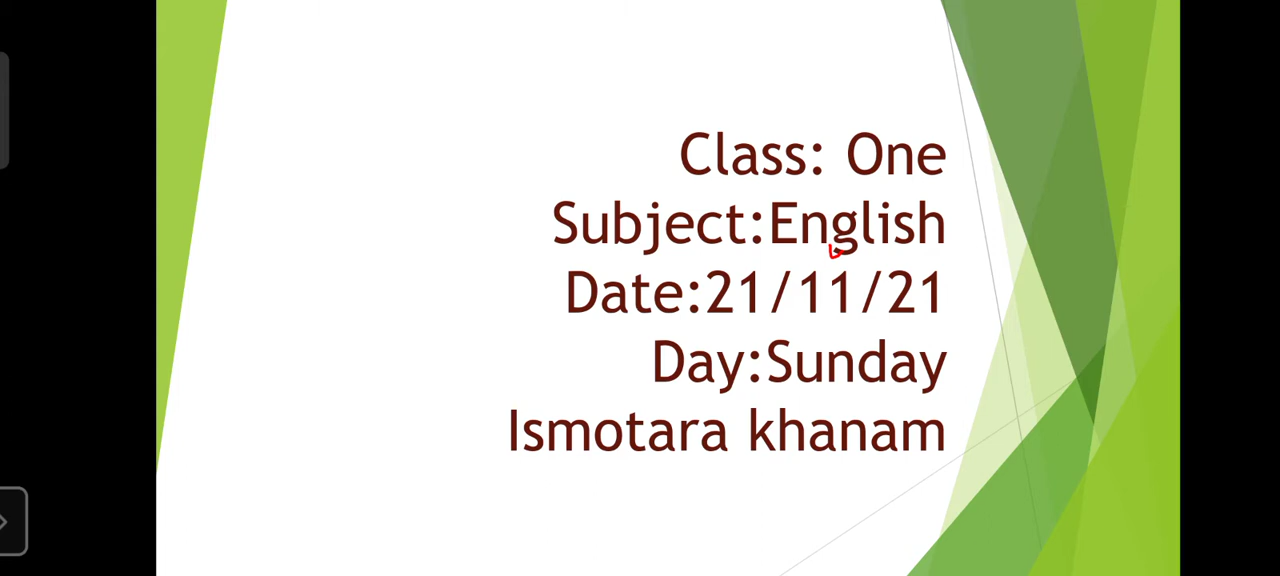 Class: One
Subject:English
Date:21/11/21
Day:Sunday
Ismotara khanam